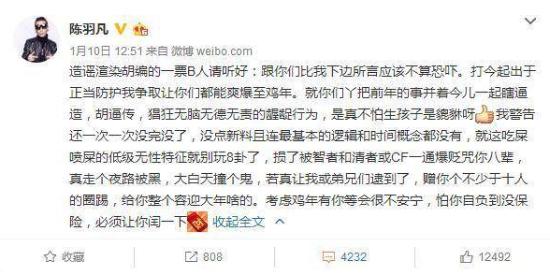 陈羽凡
1月10日 12:51 来自 微博 weibo.com
造谣渲染胡编的一票B人请听好：跟你们比我下边所言应该不算恐吓。打今起出于
正当防护我争取让你们都能爽爆至鸡年。就你们丫把前年的事并着今儿一起瞎逼
造，胡逼传，猖狂无脑无德无责的龌龊行为，是真不怕生孩子是貔貅呀 我警告
还一次一次没完没了，没点新料且连最基本的逻辑和时间概念都没有，就这吃屎
喷屎的低级无性特征就别玩8卦了，损了被智者和清者或CF一通爆贬咒你八辈，
真走个夜路被黑，大白天撞个鬼，若真让我或弟兄们逮到了，赠你个不少于十人
的圈踢，给你整个容迎大年啥的。考虑鸡年有你等会很不安宁，怕你自负到没保
险，必须让你闰一下 收起全文
收藏 808 4232 12492